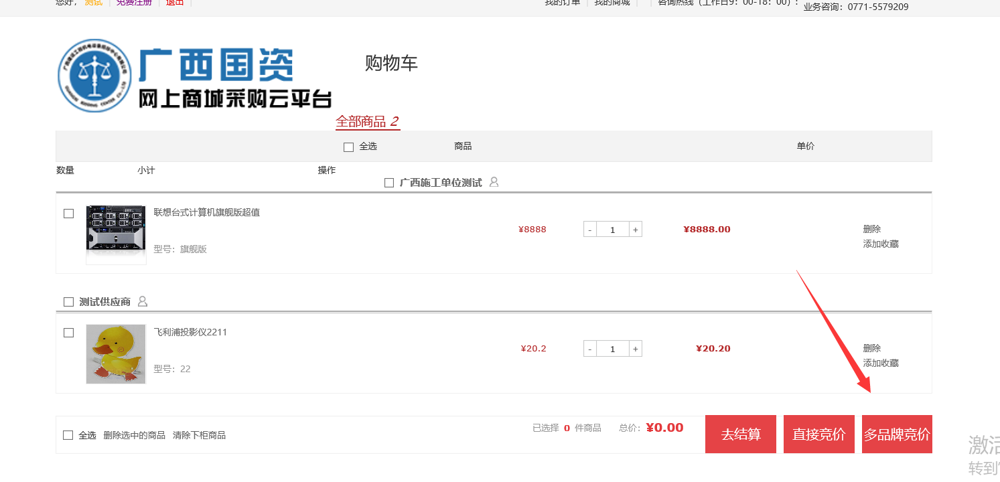 您好， 测试 免费注册 退出 我的订单 我的商城 咨询热线（工作日9：00-18：00）：
业务咨询：0771-5579209
广西国资
网上商城采购云平台
购物车
全部商品 2
全选 商品 单价
数量 小计 操作
广西施工单位测试
联想台式计算机旗舰版超值
型号：旗舰版
¥8888 - 1 + ¥8888.00
删除
添加收藏
测试供应商
飞利浦投影仪2211
型号：22
¥20.2 - 1 + ¥20.20
删除
添加收藏
全选 删除选中的商品 清除下柜商品 已选择 0 件商品 总价：¥0.00 去结算 直接竞价 多品牌竞价
激活
转到"